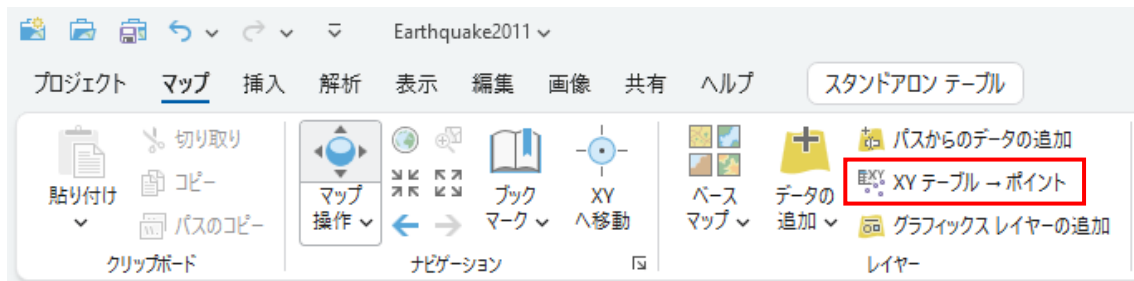 Earthquake2011
プロジェクト マップ 挿入 解析 表示 編集 画像 共有 ヘルプ スタンドアロン テーブル
貼り付け
切り取り
コピー
パスのコピー
クリップボード
マップ
操作
ブック
マーク
XY
へ移動
ナビゲーション
ベース
マップ
データの
追加
パスからのデータの追加
XY テーブル → ポイント
グラフィックス レイヤーの追加
レイヤー